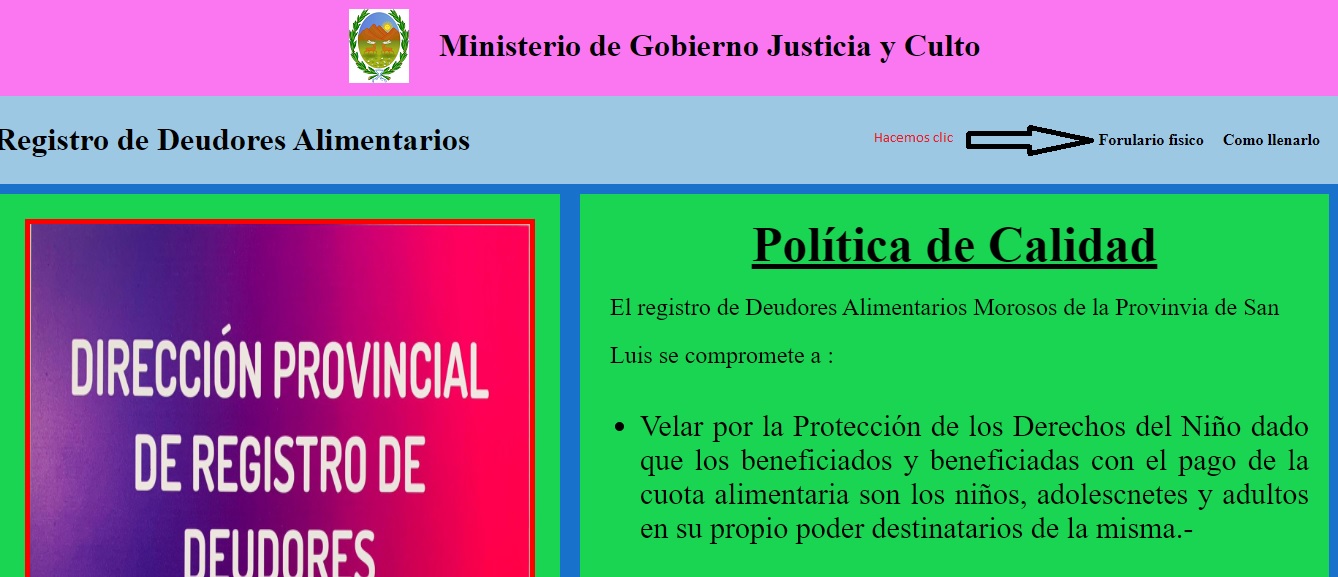 Ministerio de Gobierno Justicia y Culto
Registro de Deudores Alimentarios
Hacemos clic
Forulario fisico
Como llenarlo
DIRECCIÓN PROVINCIAL
DE REGISTRO DE
DEUDORES
Política de Calidad
El registro de Deudores Alimentarios Morosos de la Provinvia de San
Luis se compromete a :
• Velar por la Protección de los Derechos del Niño dado
que los beneficiados y beneficiadas con el pago de la
cuota alimentaria son los niños, adolescnetes y adultos
en su propio poder destinatarios de la misma.-